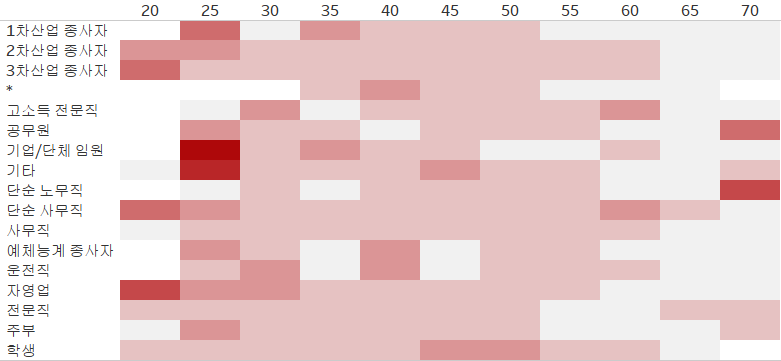 20 25 30 35 40 45 50 55 60 65 70
1차산업 종사자
2차산업 종사자
3차산업 종사자
*
고소득 전문직
공무원
기업/단체 임원
기타
단순 노무직
단순 사무직
사무직
예체능계 종사자
운전직
자영업
전문직
주부
학생